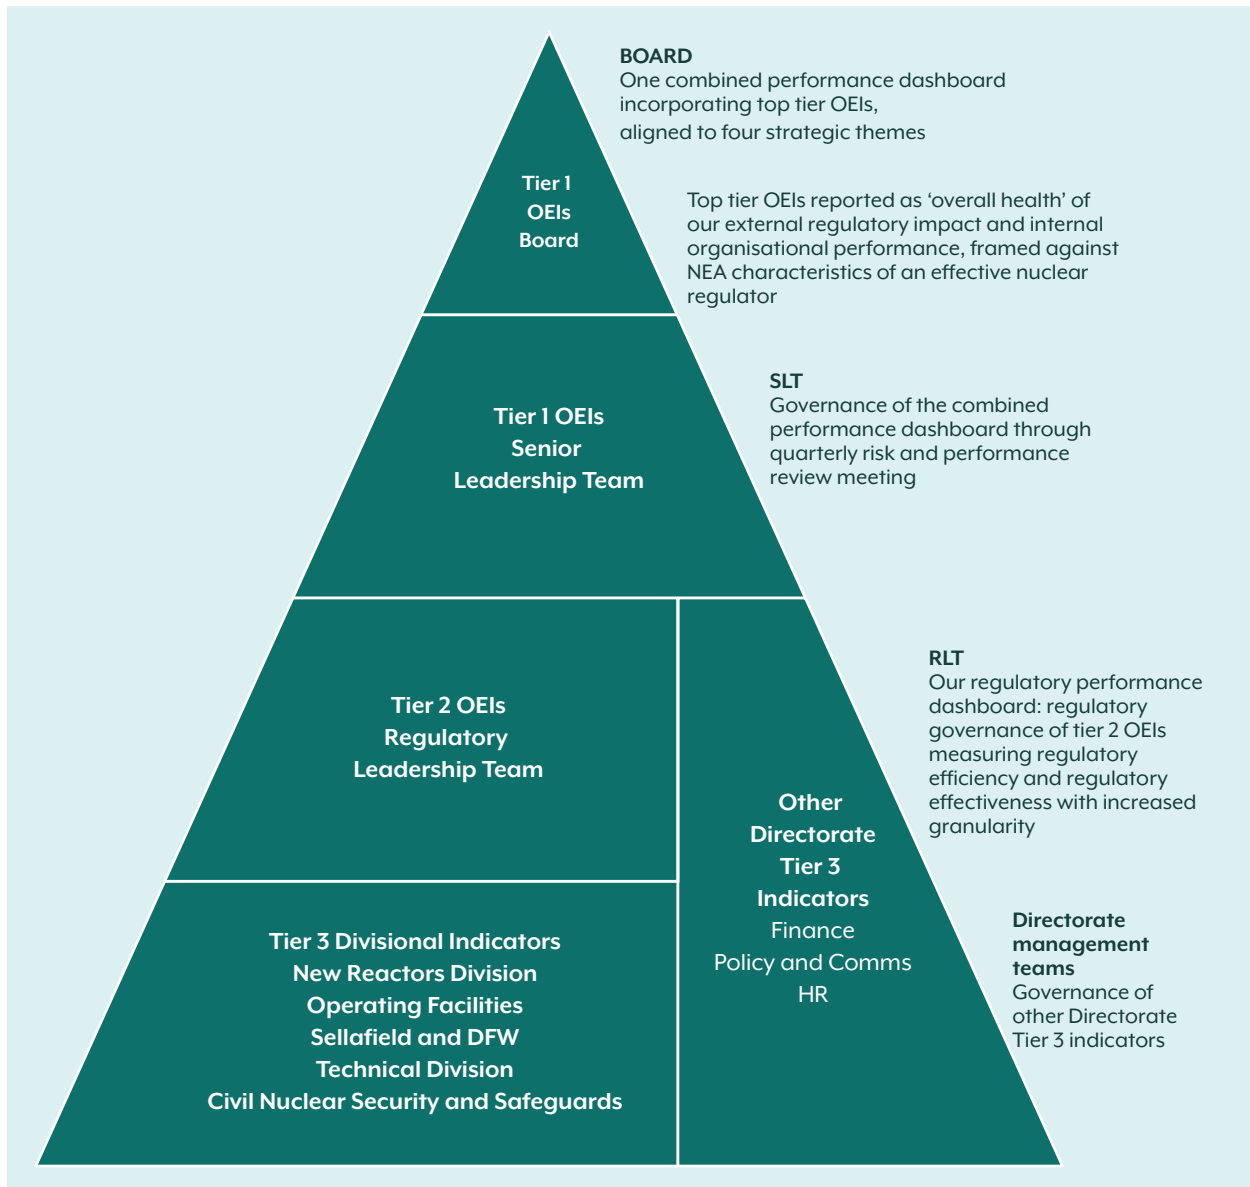 BOARD
One combined performance dashboard
incorporating top tier OEIs,
aligned to four strategic themes
Tier 1
OEIs
Board
Top tier OEIs reported as ‘overall health’ of
our external regulatory impact and internal
organisational performance, framed against
NEA characteristics of an effective nuclear
regulator
Tier 1 OEIs
Senior
Leadership Team
SLT
Governance of the combined
performance dashboard through
quarterly risk and performance
review meeting
Tier 2 OEIs
Regulatory
Leadership Team
RLT
Our regulatory performance
dashboard: regulatory
governance of tier 2 OEIs
measuring regulatory
efficiency and regulatory
effectiveness with increased
granularity
Other
Directorate
Tier 3
Indicators
Finance
Policy and Comms
HR
Tier 3 Divisional Indicators
New Reactors Division
Operating Facilities
Sellafield and DFW
Technical Division
Civil Nuclear Security and Safeguards
Directorate
management
teams
Governance of
other Directorate
Tier 3 indicators